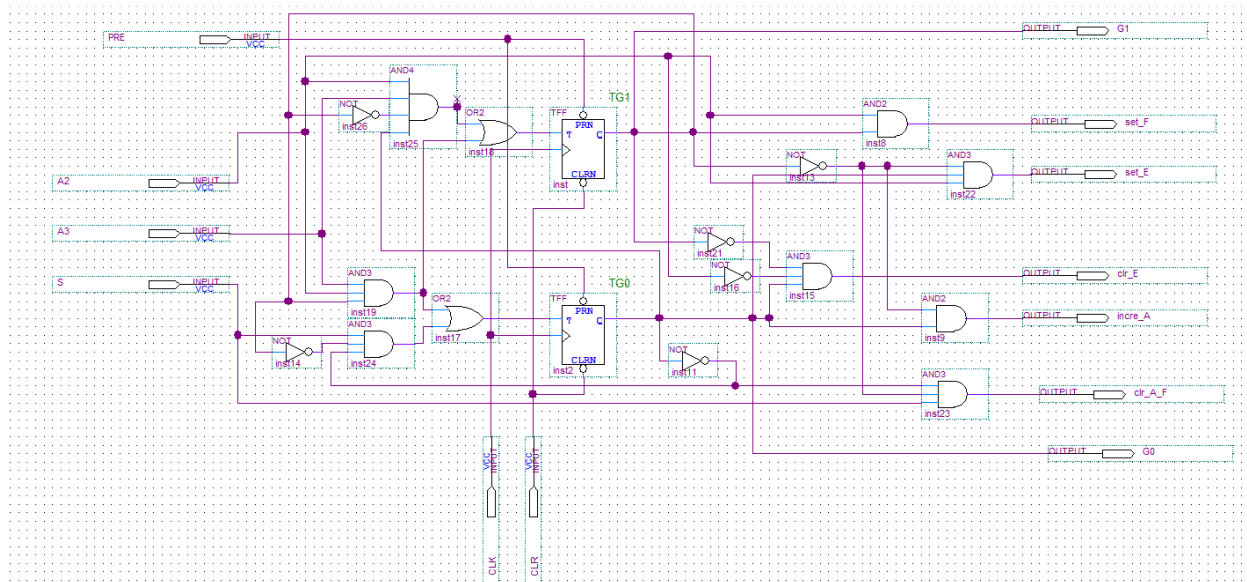 PRE
INPUT
VCC
OUTPUT
G1
AND4
TG1
NOT
inst26
inst25
OR2
inst18
TFF
PRN
T
Q
CLRN
inst
AND2
inst8
OUTPUT
set_F
NOT
inst13
AND3
inst22
OUTPUT
set_E
A2
INPUT
VCC
A3
INPUT
VCC
S
INPUT
VCC
NOT
inst21
NOT
inst16
AND3
inst15
OUTPUT
clr_E
AND3
inst19
OR2
inst17
TG0
TFF
PRN
T
Q
CLRN
inst2
AND2
inst9
OUTPUT
incre_A
NOT
inst14
AND3
inst24
NOT
inst11
AND3
inst23
OUTPUT
clr_A_F
OUTPUT
G0
VCC
INPUT
CLK
VCC
INPUT
CLR